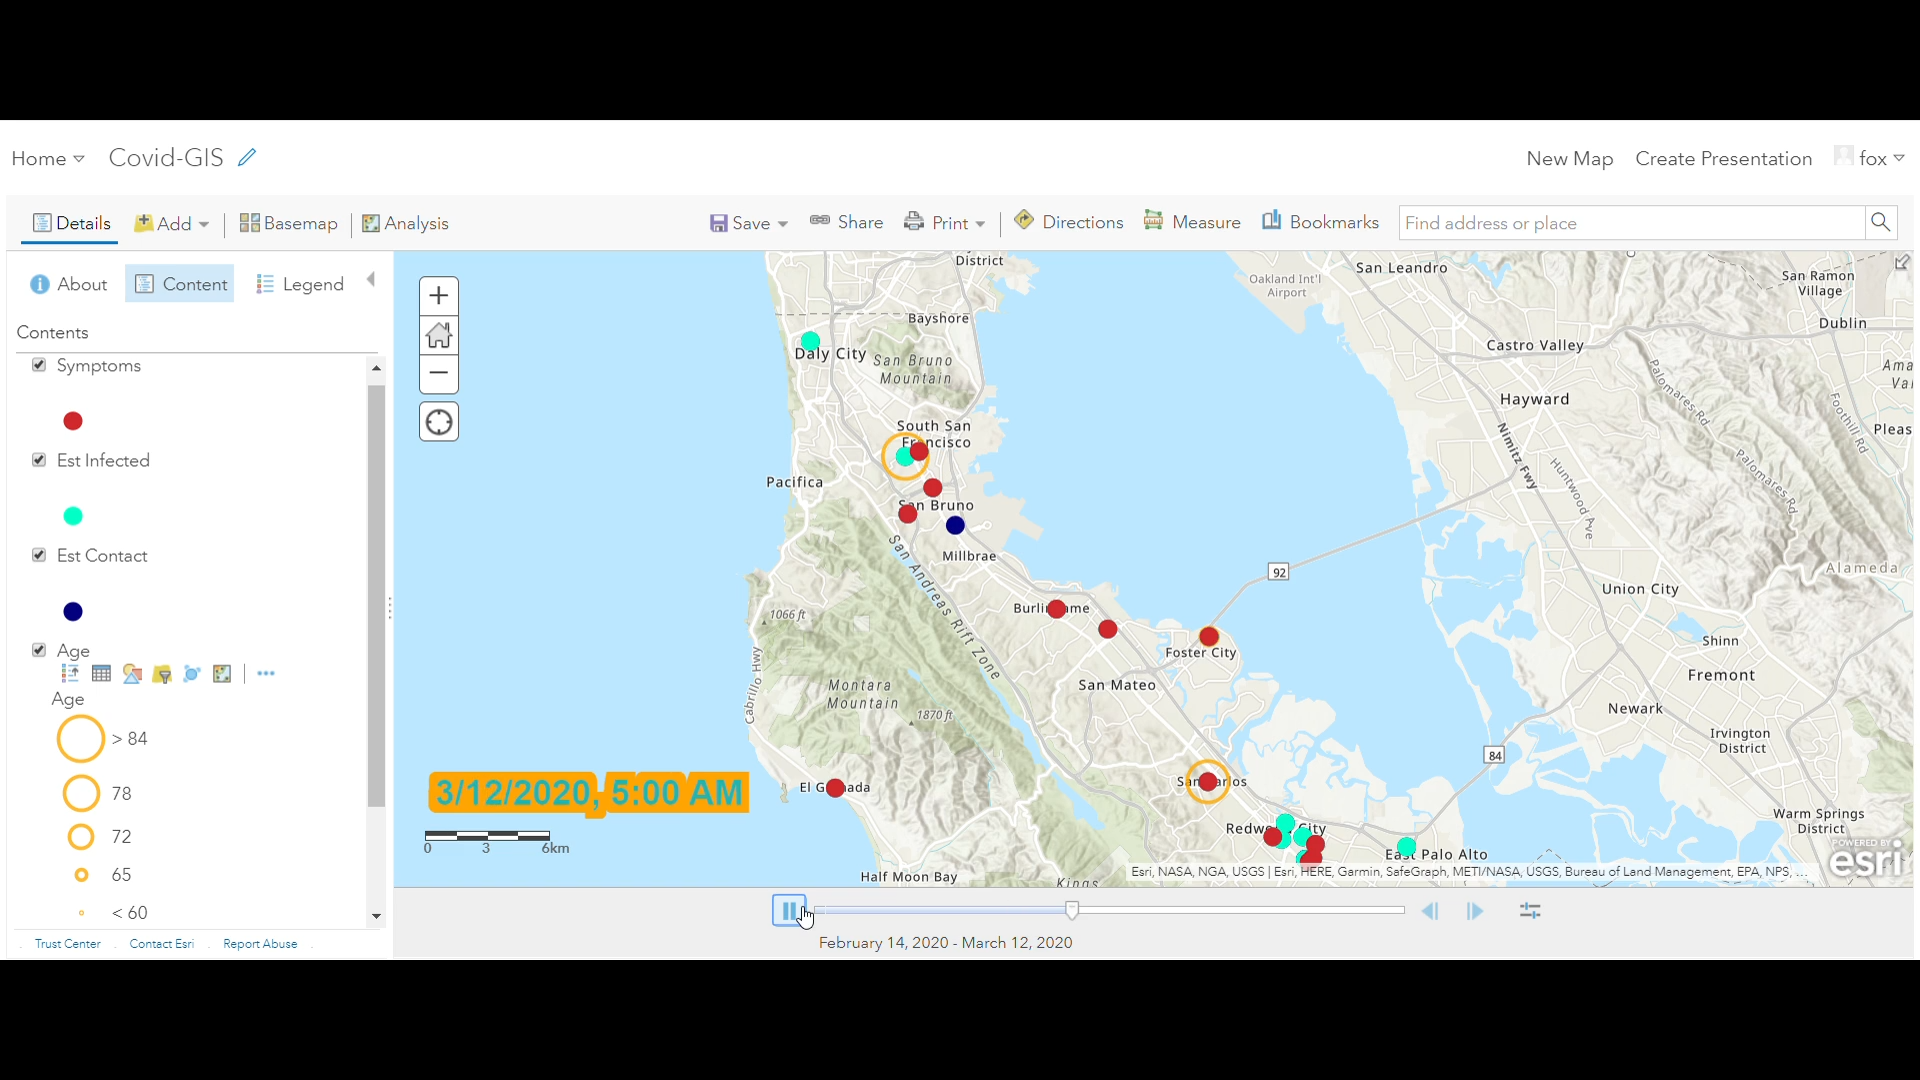 Home
Covid-GIS
New Map
Create Presentation
fox
Details
Add
Basemap
Analysis
Save
Share
Print
Directions
Measure
Bookmarks
Find address or place
About
Content
Legend
Contents
Symptoms
Est Infected
Est Contact
Age
Age
> 84
78
72
65
< 60
Trust Center
Contact Esri
Report Abuse
District
Oakland Int'l
Airport
San Leandro
San Ramon
Village
Bayshore
Dublin
Castro Valley
Daly City
San Bruno
Mountain
Palomares Rd
Hayward
Foothill Rd
South San
Francisco
Nimitz Fwy
Huntwood Ave
Palomares Rd
Pacifica
San Bruno
Millbrae
San Andreas Rift Zone
92
Alameda
Union City
1066 ft
Burlingame
Shinn
Foster City
Fremont
Cabrillo Hwy
Montara
Mountain
San Mateo
1870 ft
Newark
Irvington
District
84
3/12/2020, 5:00 AM
El Granada
San Carlos
Warm Springs
District
0 3 6km
Redwood City
East Palo Alto
Half Moon Bay
Kings
Esri, NASA, NGA, USGS | Esri, HERE, Garmin, SafeGraph, METI/NASA, USGS, Bureau of Land Management, EPA, NPS, ...
POWERED BY
esri
February 14, 2020 - March 12, 2020